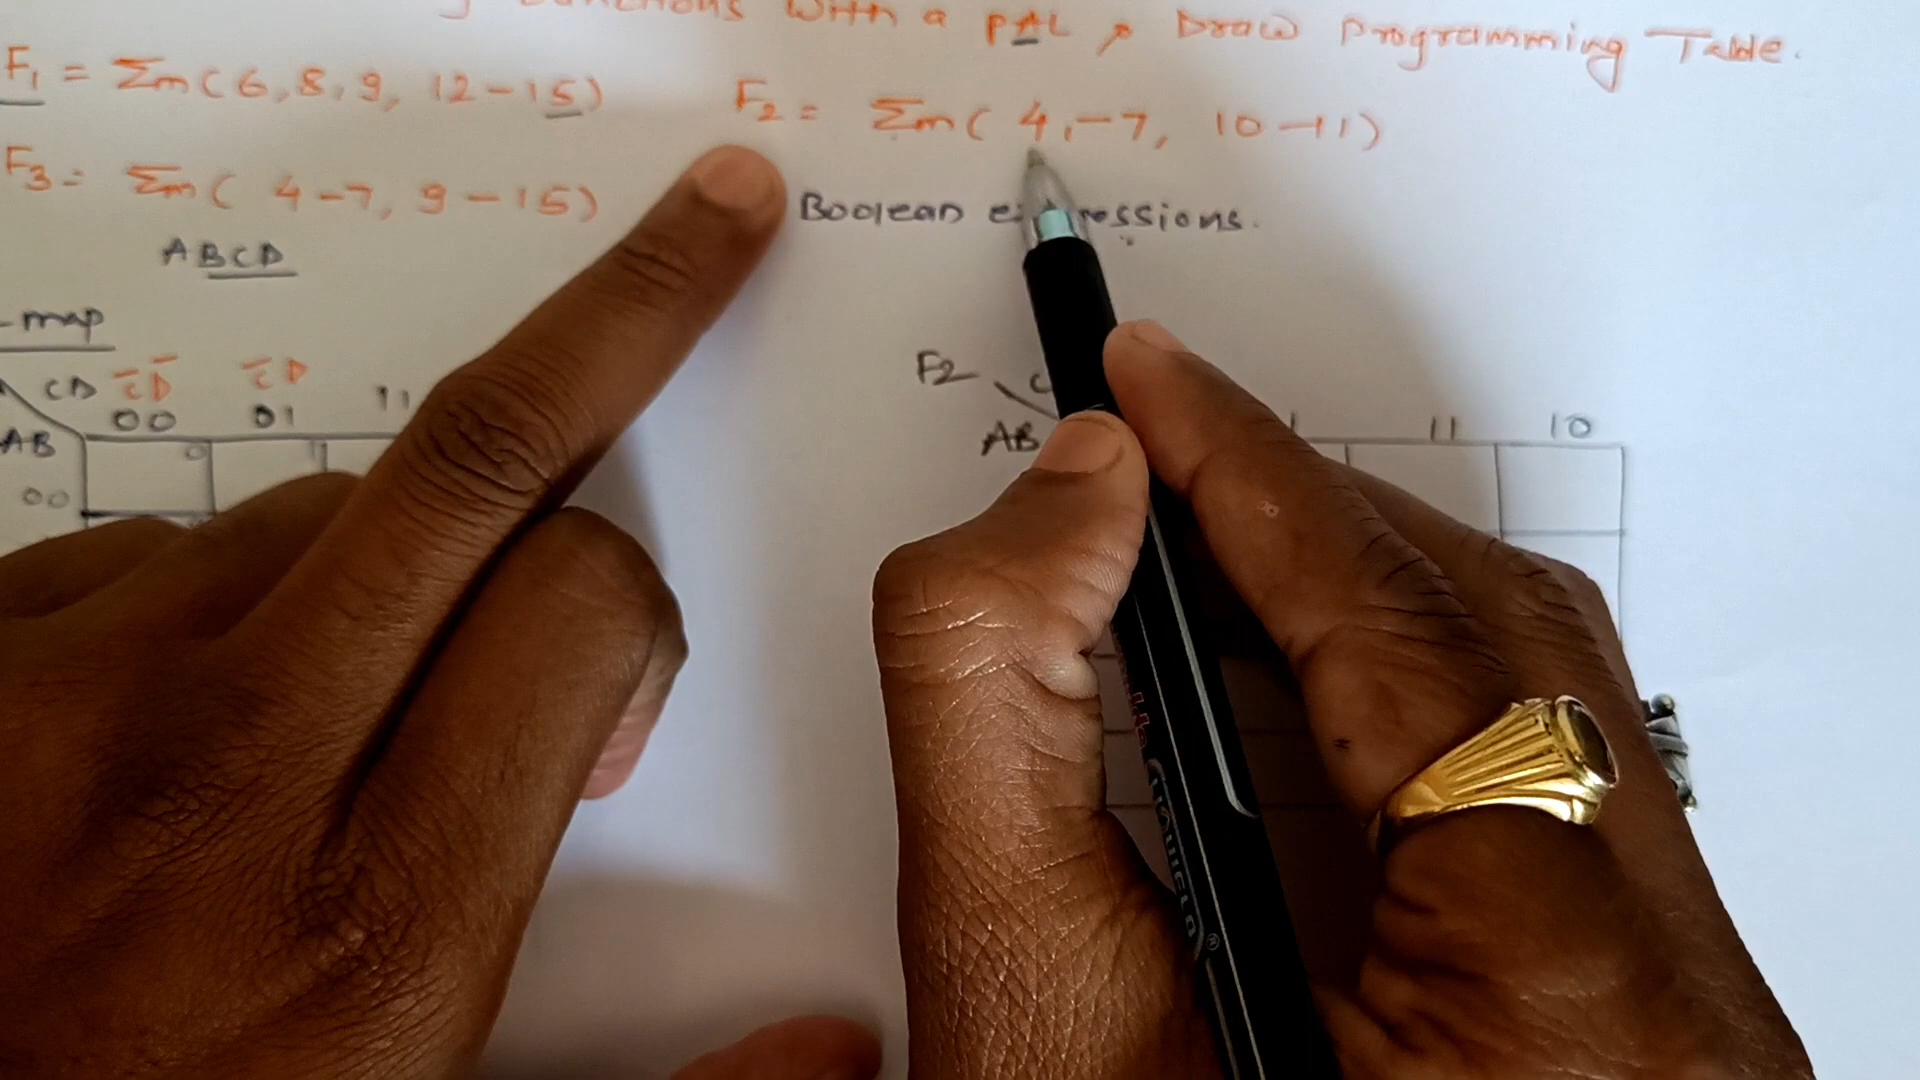 Functions with a PAL, Draw Programming Table.
F1 = Σm(6,8,9, 12-15) F2 = Σm( 4,-7, 10-11)
F3 = Σm( 4-7, 9-15)
Boolean
ABCD
-map
F2
CD C̄D̄ C̄D
00 01 11
AB 0 1
00
AB
11 10